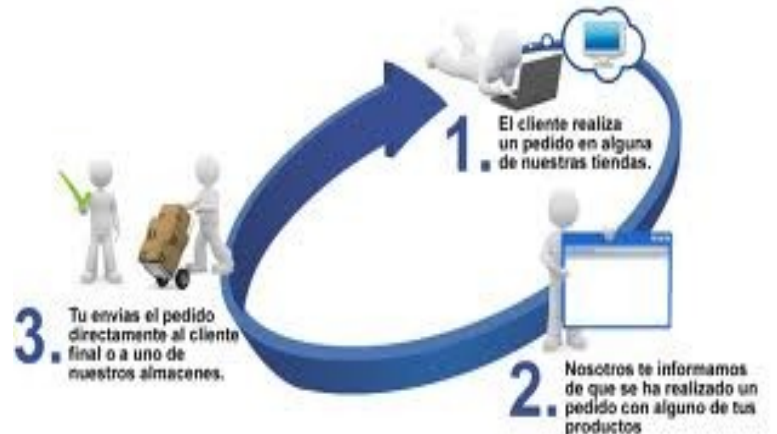 1.
El cliente realiza
un pedido en alguna
de nuestras tiendas.
2.
Nosotros te informamos
de que se ha realizado un
pedido con alguno de tus
productos
3.
Tu envias el pedido
directamente al cliente
final o a uno de
nuestros almacenes.